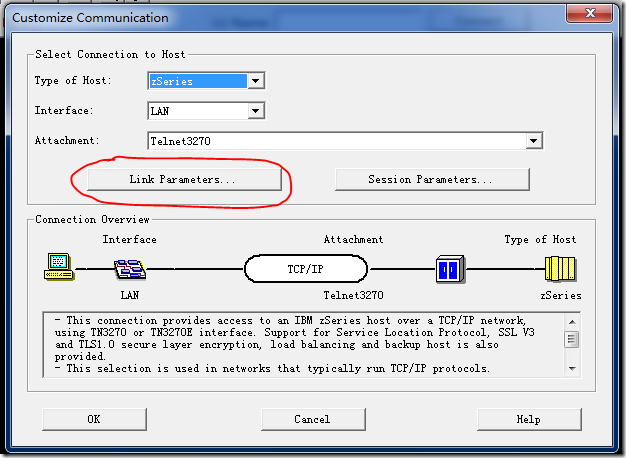 Customize Communication
Select Connection to Host
Type of Host: zSeries
Interface: LAN
Attachment: Telnet3270
Link Parameters... Session Parameters...
Connection Overview
Interface Attachment Type of Host
TCP/IP
LAN Telnet3270 zSeries
- This connection provides access to an IBM zSeries host over a TCP/IP network,
using TN3270 or TN3270E interface. Support for Service Location Protocol, SSL V3
and TLS1.0 secure layer encryption, load balancing and backup host is also
provided.
- This selection is used in networks that typically run TCP/IP protocols.
OK Cancel Help